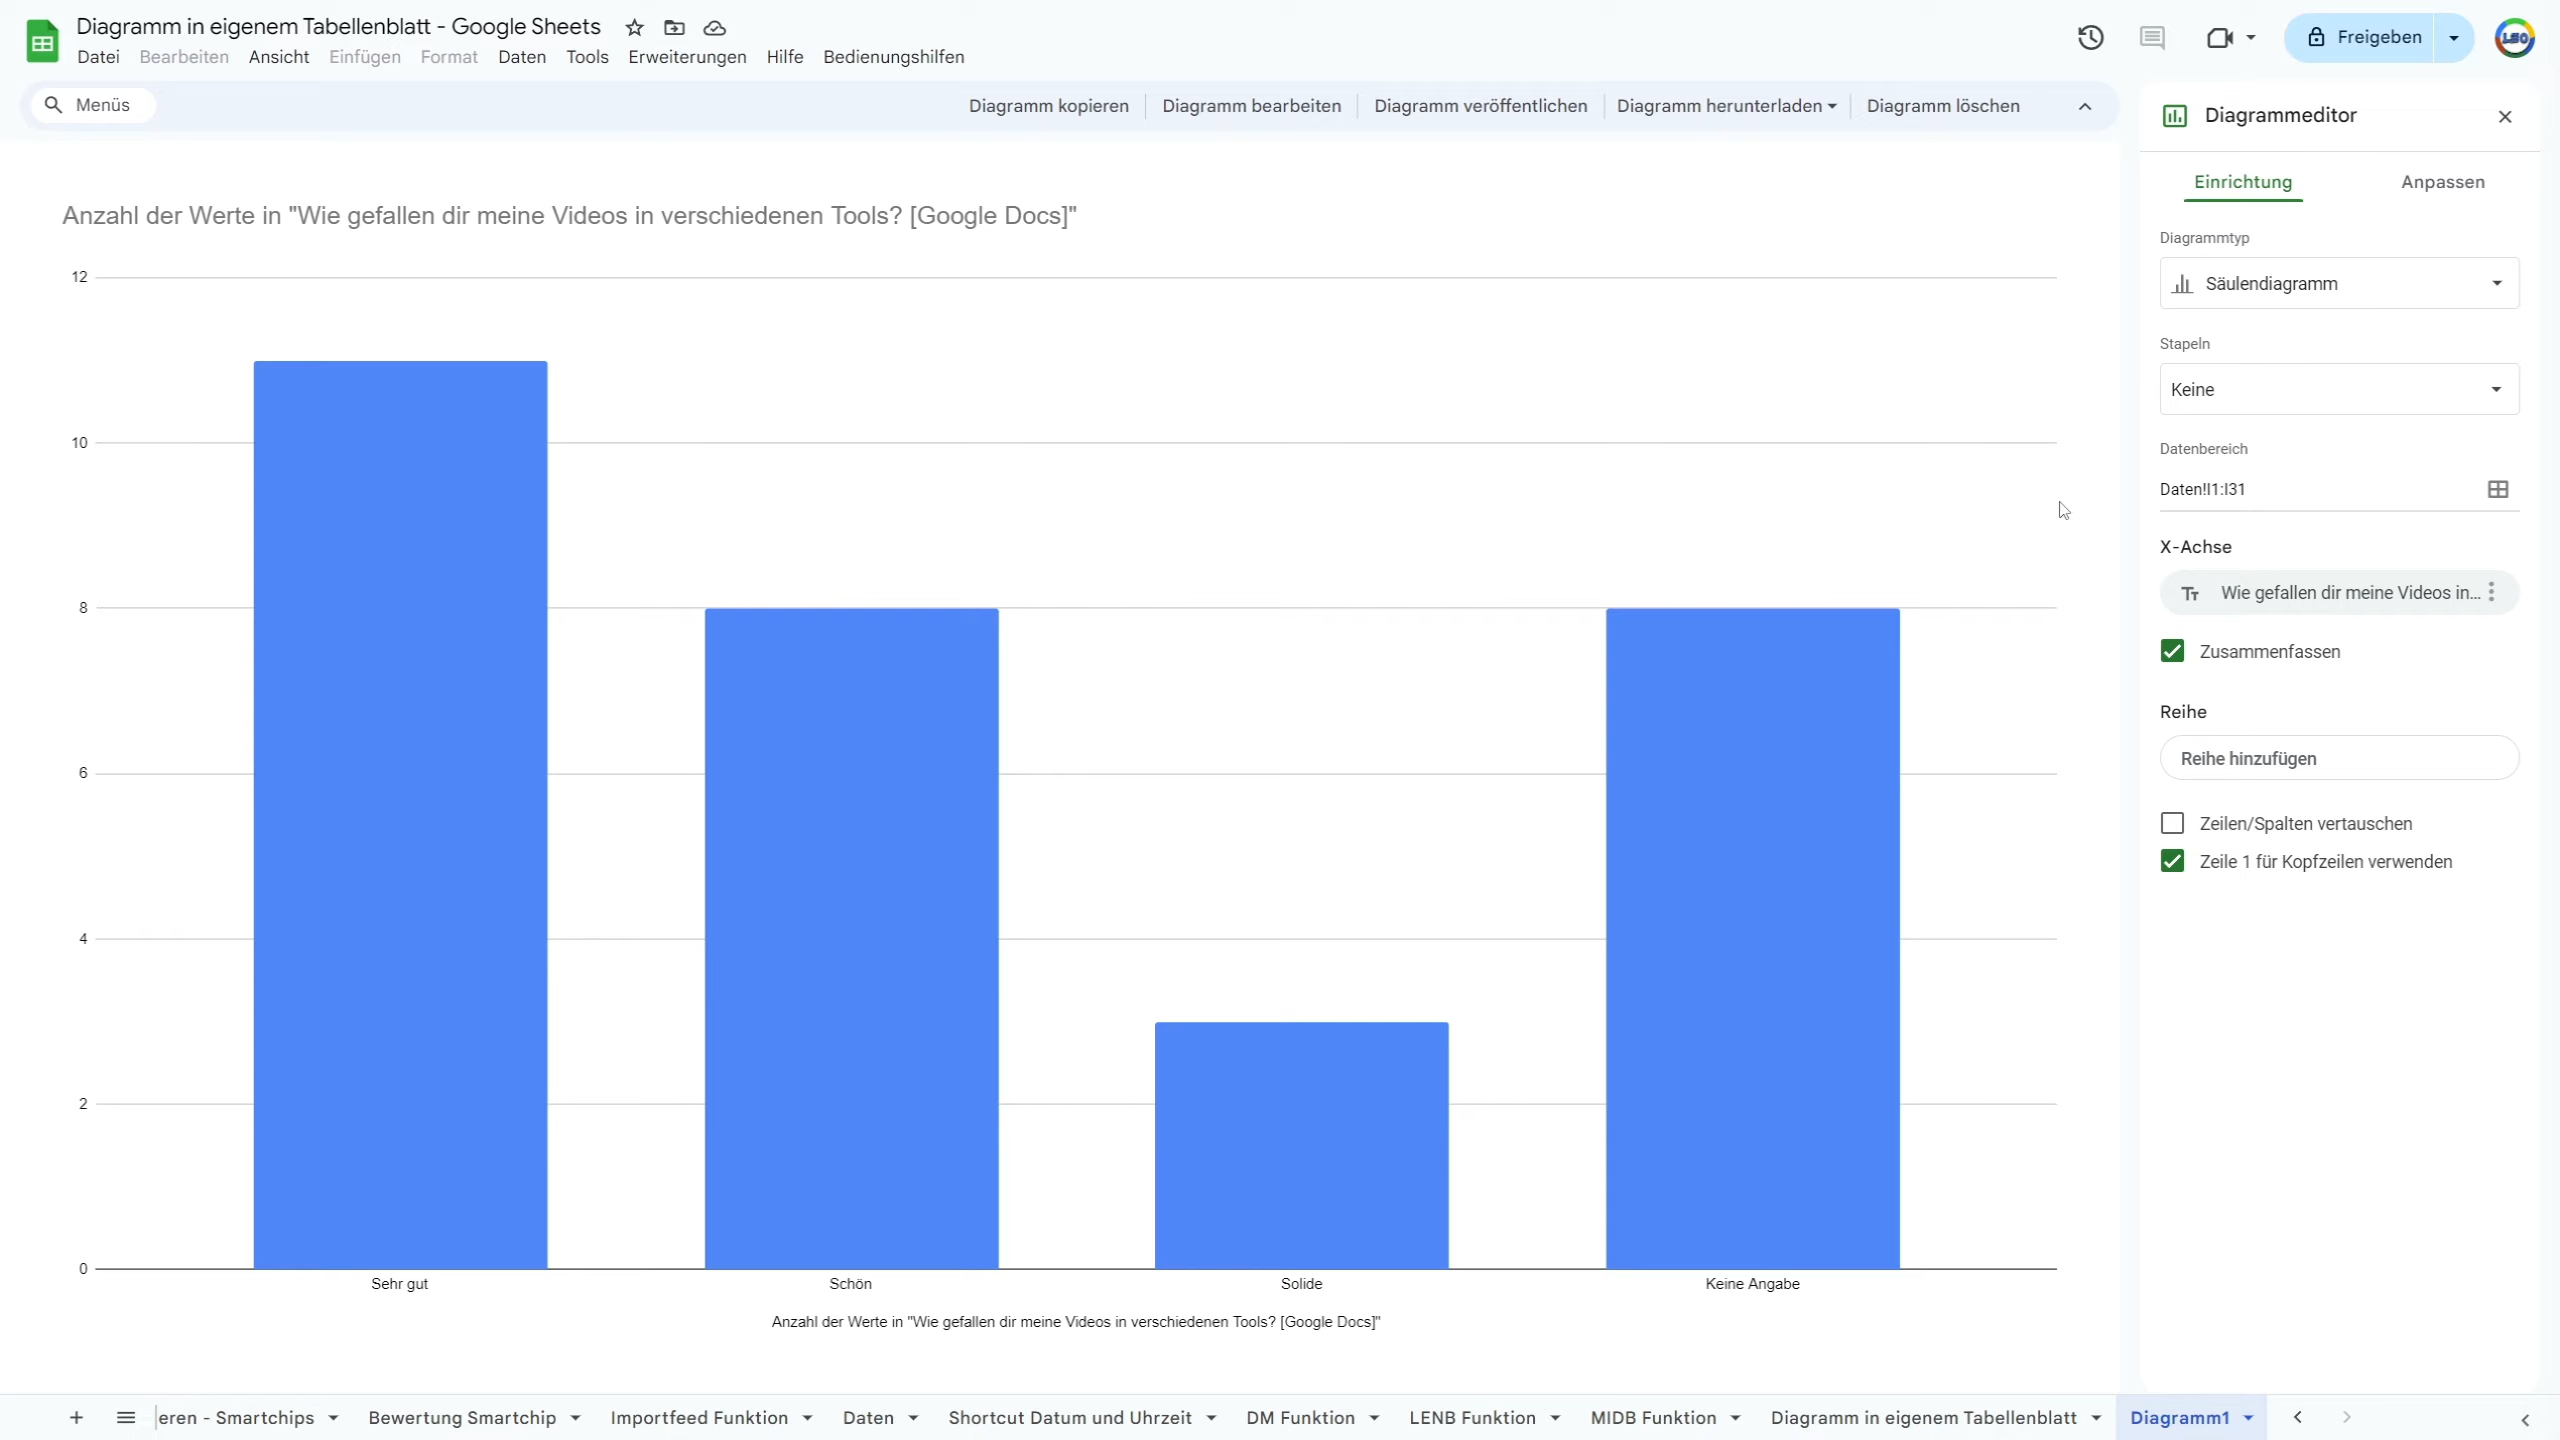 Diagramm in eigenem Tabellenblatt - Google Sheets
Datei Bearbeiten Ansicht Einfügen Format Daten Tools Erweiterungen Hilfe Bedienungshilfen
Freigeben
LSO
Menüs
Diagramm kopieren Diagramm bearbeiten Diagramm veröffentlichen Diagramm herunterladen Diagramm löschen
Anzahl der Werte in "Wie gefallen dir meine Videos in verschiedenen Tools? [Google Docs]"
12
10
8
6
4
2
0
Sehr gut Schön Solide Keine Angabe
Anzahl der Werte in "Wie gefallen dir meine Videos in verschiedenen Tools? [Google Docs]"
Diagrammeditor
Einrichtung Anpassen
Diagrammtyp
Säulendiagramm
Stapeln
Keine
Datenbereich
Daten!I1:I31
X-Achse
Tт Wie gefallen dir meine Videos in...
Zusammenfassen
Reihe
Reihe hinzufügen
Zeilen/Spalten vertauschen
Zeile 1 für Kopfzeilen verwenden
eren - Smartchips Bewertung Smartchip Importfeed Funktion Daten Shortcut Datum und Uhrzeit DM Funktion LENB Funktion MIDB Funktion Diagramm in eigenem Tabellenblatt Diagramm1